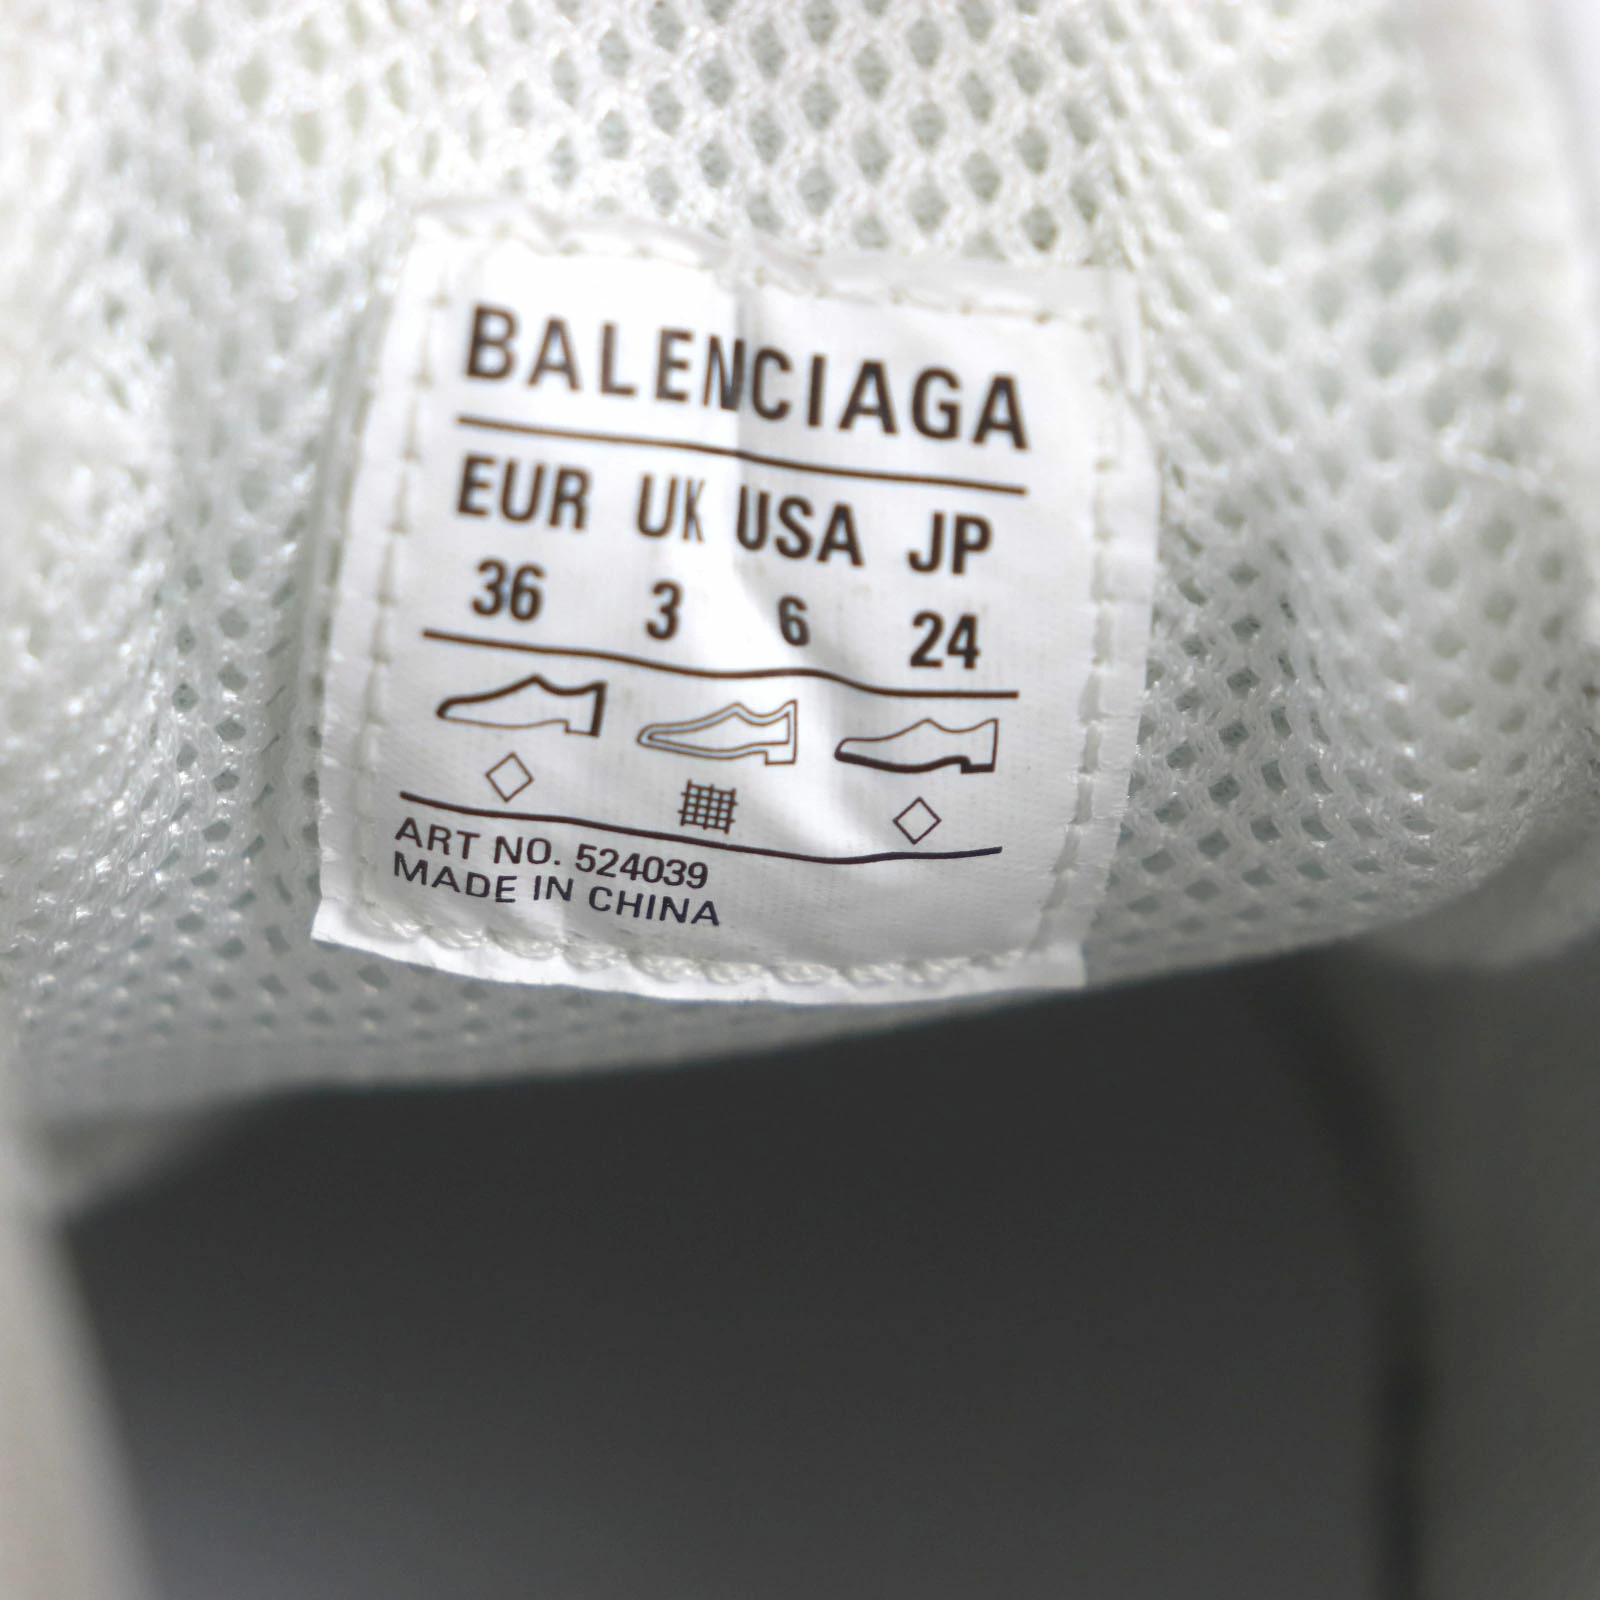 BALENCIAGA
EUR UK USA JP
36 3 6 24
ART NO. 524039
MADE IN CHINA